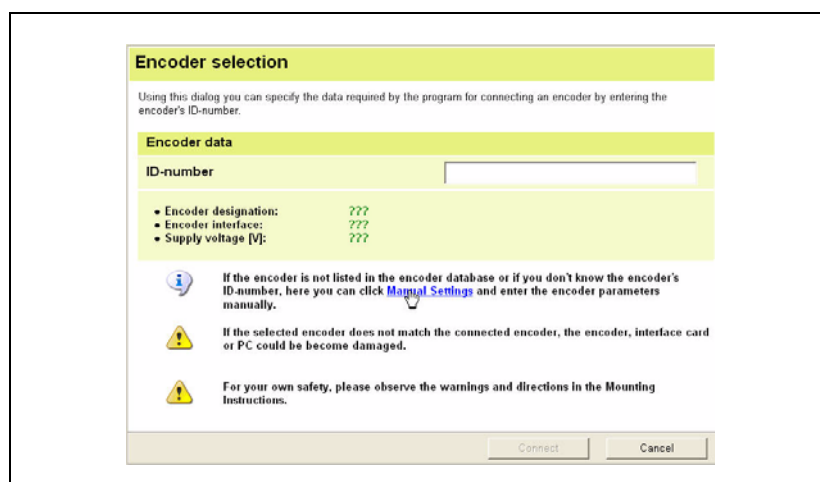 Encoder selection
Using this dialog you can specify the data required by the program for connecting an encoder by entering the
encoder's ID-number.
Encoder data
ID-number
• Encoder designation: ???
• Encoder interface: ???
• Supply voltage [V]: ???
If the encoder is not listed in the encoder database or if you don't know the encoder's
ID-number, here you can click Manual Settings and enter the encoder parameters
manually.
If the selected encoder does not match the connected encoder, the encoder, interface card
or PC could be become damaged.
For your own safety, please observe the warnings and directions in the Mounting
Instructions.
Connect Cancel